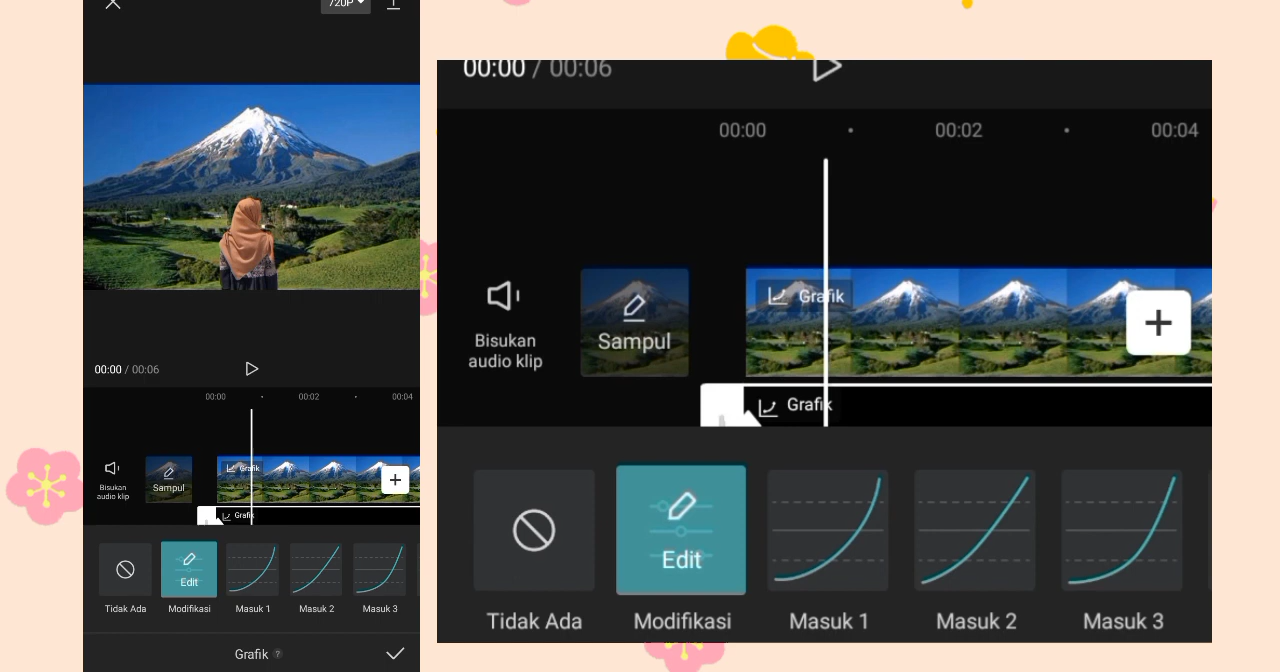 720P
00:00 / 00:06
00:00
00:02
00:04
Bisukan
audio klip
Sampul
Grafik
Grafik
Edit
Tidak Ada
Modifikasi
Masuk 1
Masuk 2
Masuk 3
Grafik ?
00:00 / 00:06
00:00
00:02
00:04
Bisukan
audio klip
Sampul
Grafik
Grafik
Edit
Tidak Ada
Modifikasi
Masuk 1
Masuk 2
Masuk 3